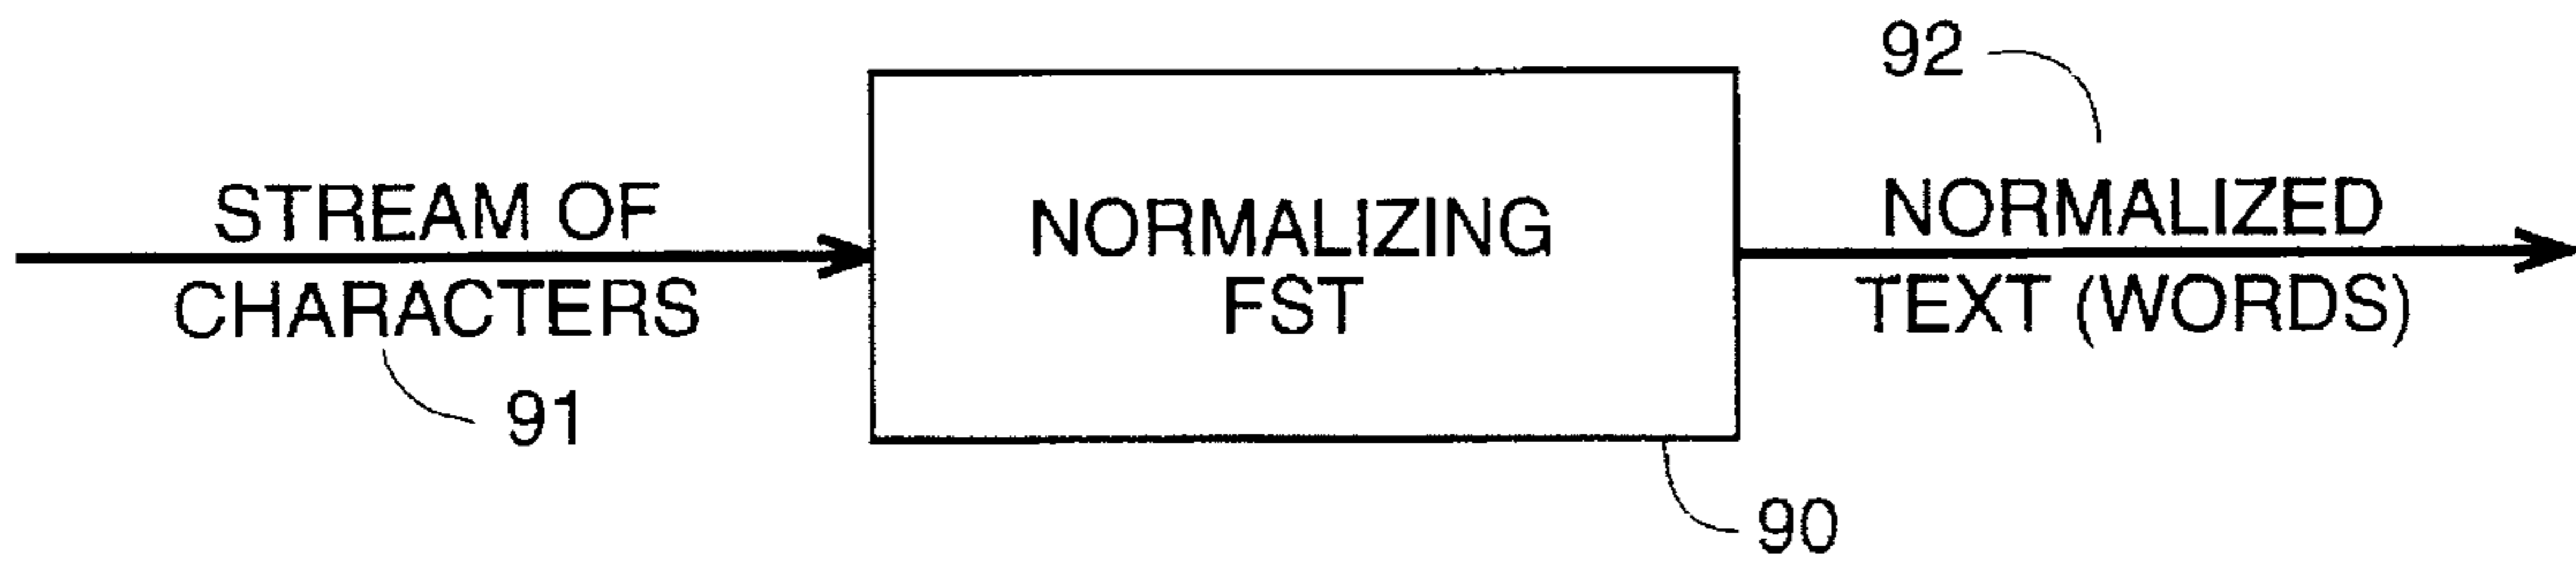 STREAM OF
CHARACTERS
91
NORMALIZING
FST
90
92
NORMALIZED
TEXT (WORDS)